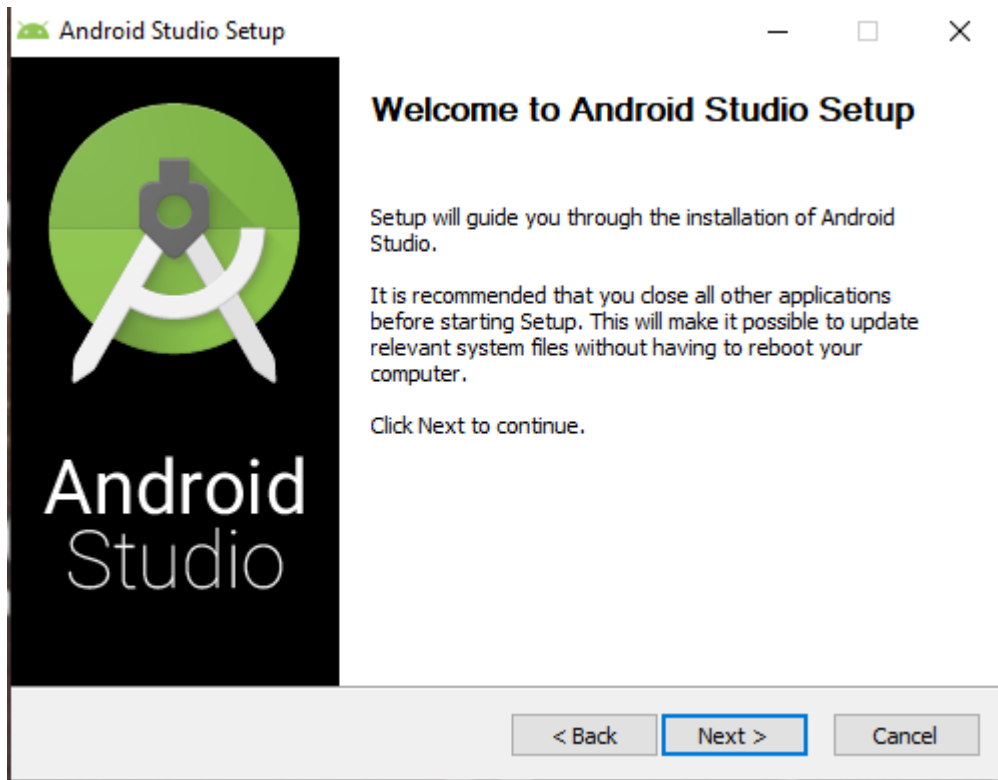 Android Studio Setup
Welcome to Android Studio Setup
Setup will guide you through the installation of Android
Studio.
It is recommended that you close all other applications
before starting Setup. This will make it possible to update
relevant system files without having to reboot your
computer.
Click Next to continue.
Android
Studio
< Back
Next >
Cancel